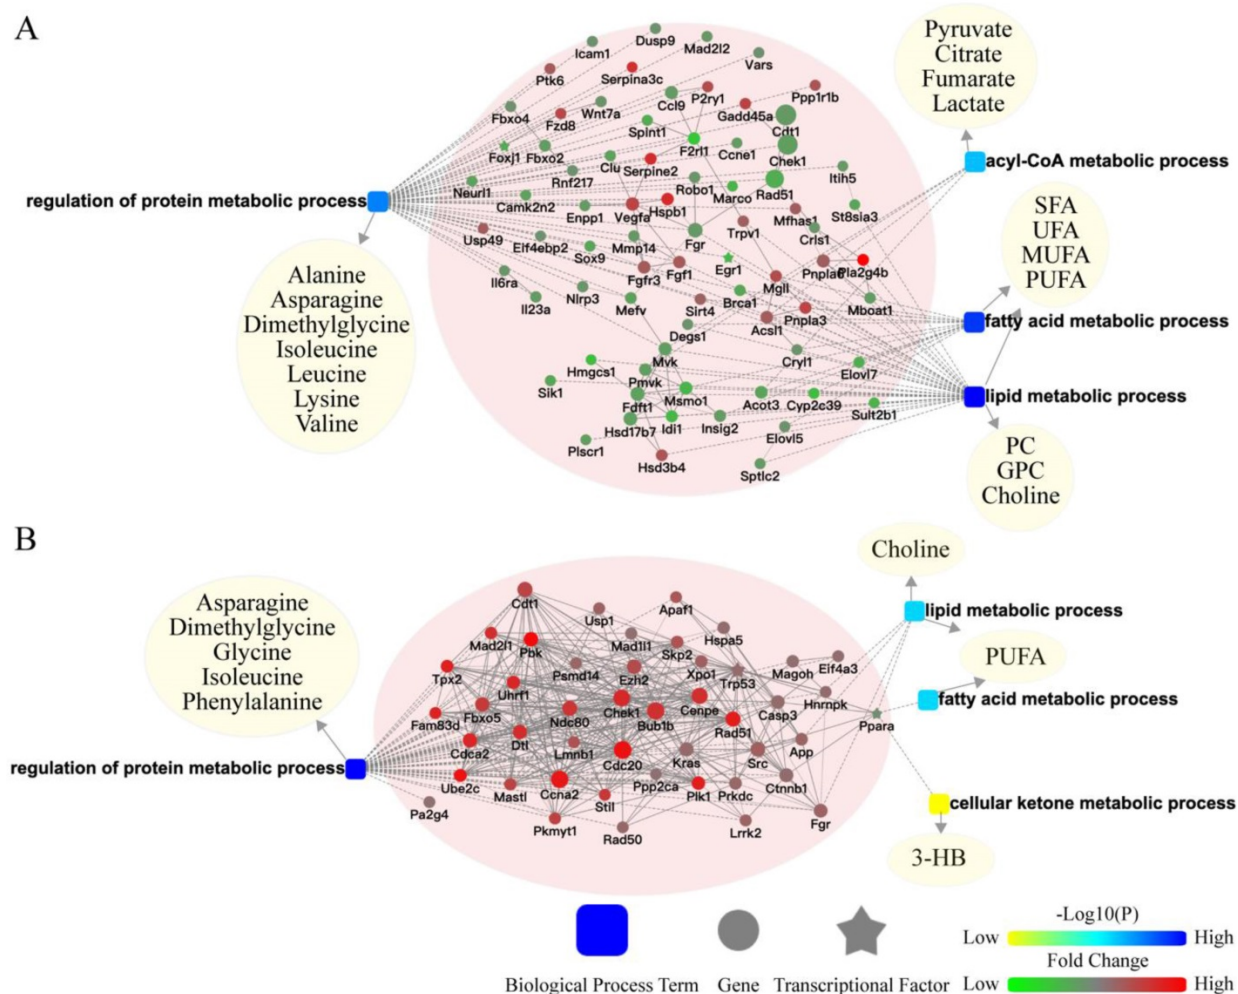 A
Pyruvate
Citrate
Fumarate
Lactate
acyl-CoA metabolic process
SFA
UFA
MUFA
PUFA
fatty acid metabolic process
lipid metabolic process
PC
GPC
Choline
regulation of protein metabolic process
Alanine
Asparagine
Dimethylglycine
Isoleucine
Leucine
Lysine
Valine
Dusp9
Icam1
Mad2l2
Vars
Ptk6
Serpina3c
P2ry1
Ppp1r1b
Ccl9
Gadd45a
Fbxo4
Fzd8
Wnt7a
Spint1
Cdt1
Foxj1
Fbxo2
F2rl1
Ccne1
Chek1
Clu
Serpine2
Itih5
Neurl1
Rnf217
Robo1
Marco
Rad51
Camk2n2
Enpp1
Vegfa
Hspb1
Mfhas1
St8sia3
Usp49
Eif4ebp2
Sox9
Mmp14
Fgr
Trpv1
Crls1
Il6ra
Fgfr3
Fgf1
Egr1
Mgll
Pnpla6
Pla2g4b
Il23a
Nlrp3
Mefv
Sirt4
Brca1
Pnpla3
Mboat1
Degs1
Acsl1
Hmgcs1
Mvk
Cryl1
Elovl7
Sik1
Pmvk
Msmo1
Acot3
Cyp2c39
Sult2b1
Fdft1
Hsd17b7
Idi1
Insig2
Elovl5
Plscr1
Hsd3b4
Sptlc2
B
Asparagine
Dimethylglycine
Glycine
Isoleucine
Phenylalanine
regulation of protein metabolic process
Choline
lipid metabolic process
PUFA
fatty acid metabolic process
cellular ketone metabolic process
3-HB
Cdt1
Usp1
Apaf1
Mad2l1
Pbk
Mad1l1
Hspa5
Skp2
Tpx2
Psmd14
Ezh2
Xpo1
Trp53
Magoh
Eif4a3
Uhrf1
Hnrnpk
Fam83d
Fbxo5
Ndc80
Chek1
Bub1b
Cenpe
Casp3
Ppara
Cdca2
Dtl
Lmnb1
Rad51
App
Cdc20
Kras
Src
Ube2c
Mastl
Ccna2
Ppp2ca
Plk1
Prkdc
Ctnnb1
Pa2g4
Stil
Pkmyt1
Rad50
Lrrk2
Fgr
Biological Process Term
Gene
Transcriptional Factor
-Log10(P)
Low
High
Fold Change
Low
High